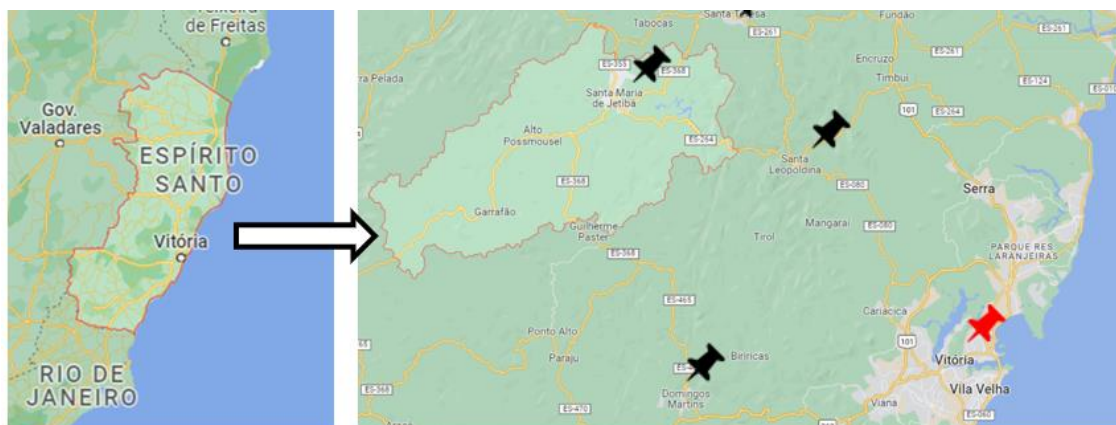 Teixeira
de Freitas
Gov.
Valadares
ESPÍRITO
SANTO
Vitória
RIO DE
JANEIRO
Tabocas
Santa Teresa
ES-261
Fundão
ES-261
Encruzo
ES-261
ES-124
ES-010
Timbui
101
ra Pelada
ES-355
ES-368
Santa Maria
de Jetibá
Alto
Possmousel
ES-264
ES-368
Santa
Leopoldina
ES-080
Serra
Garrafão
Guilherme
Paster
ES-368
Tirol
Mangaraí
ES-080
PARQUE RES
LARANJEIRAS
ES-465
Cariacica
101
Ponto Alto
Paraju
Biriricas
Vitória
Domingos
Martins
ES-368
ES-470
Viana
Vila Velha
ES-060